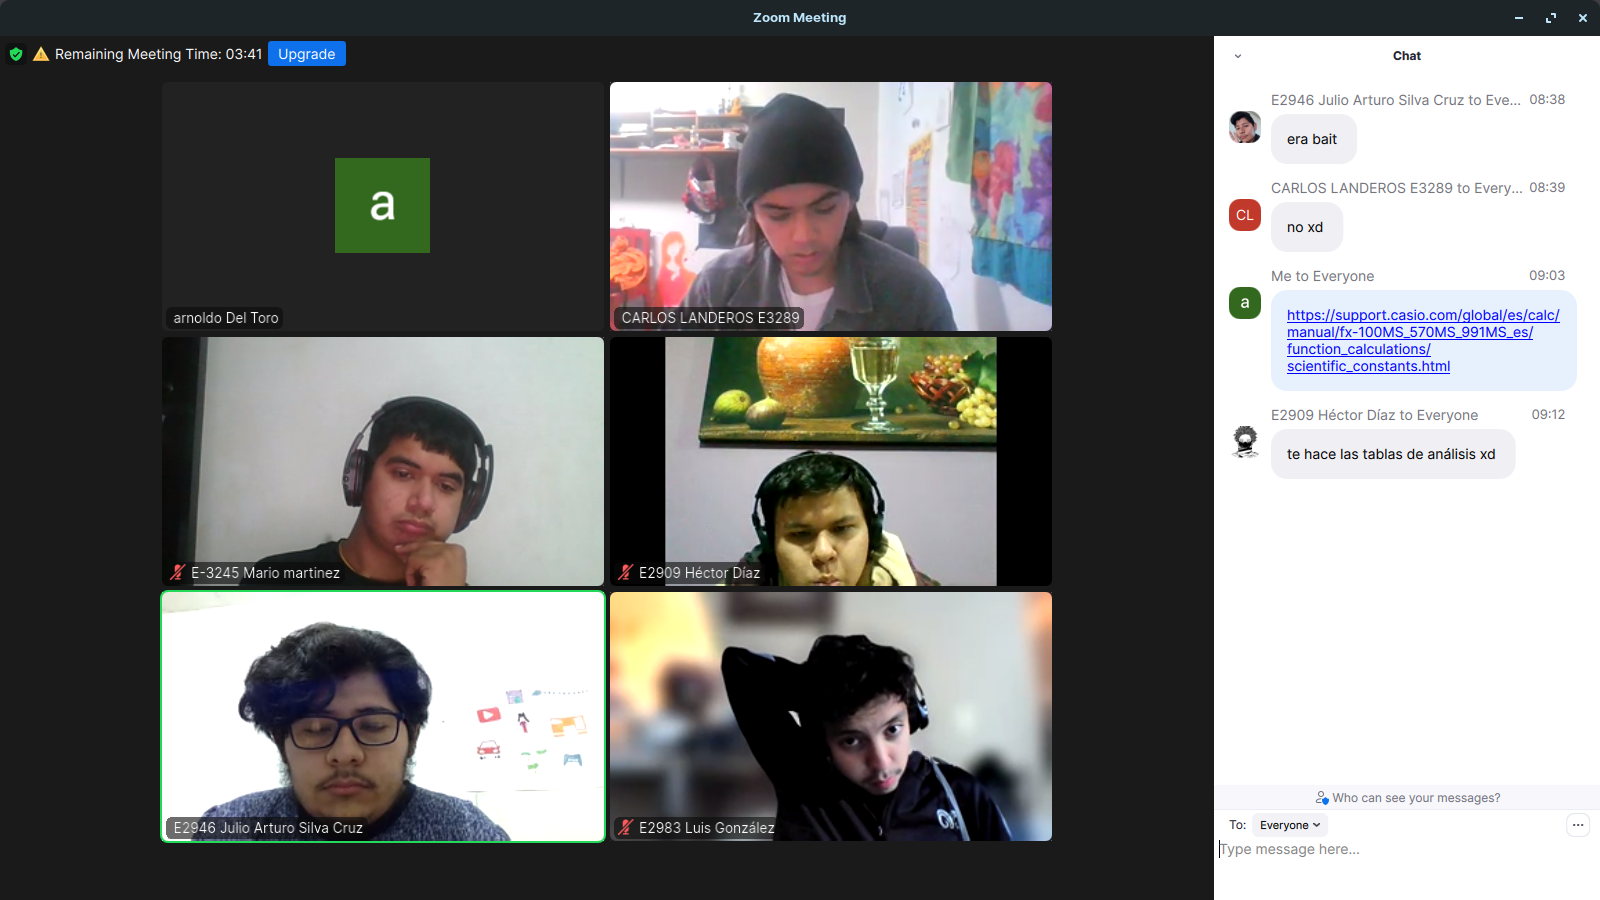 Zoom Meeting
Remaining Meeting Time: 03:41 Upgrade
a
arnoldo Del Toro
CARLOS LANDEROS E3289
E-3245 Mario martinez
E2909 Héctor Díaz
E2946 Julio Arturo Silva Cruz
E2983 Luis González
Chat
E2946 Julio Arturo Silva Cruz to Eve... 08:38
era bait
CARLOS LANDEROS E3289 to Every... 08:39
CL
no xd
Me to Everyone 09:03
a
https://support.casio.com/global/es/calc/
manual/fx-100MS_570MS_991MS_es/
function_calculations/
scientific_constants.html
E2909 Héctor Díaz to Everyone 09:12
te hace las tablas de análisis xd
Who can see your messages?
To: Everyone
Type message here...